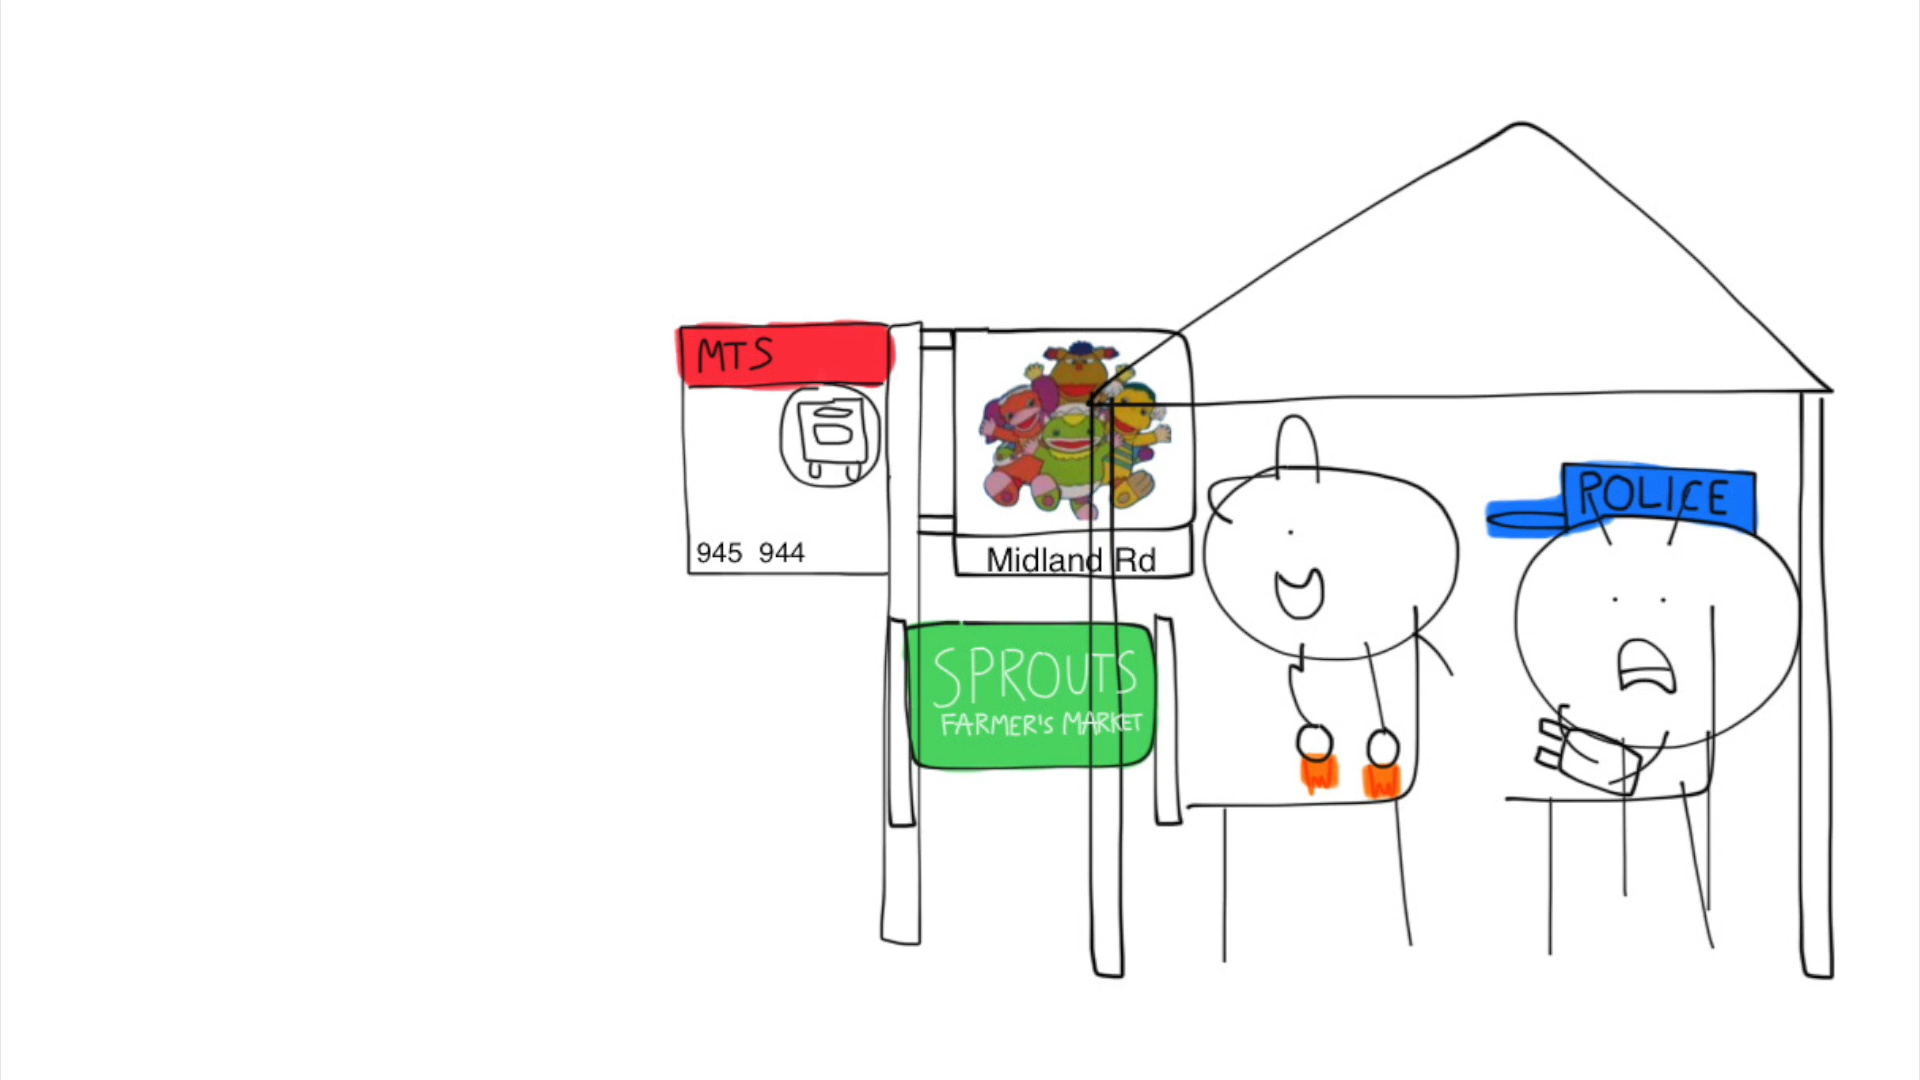 MTS
945 944
Midland Rd
SPROUTS
FARMER'S MARKET
POLICE